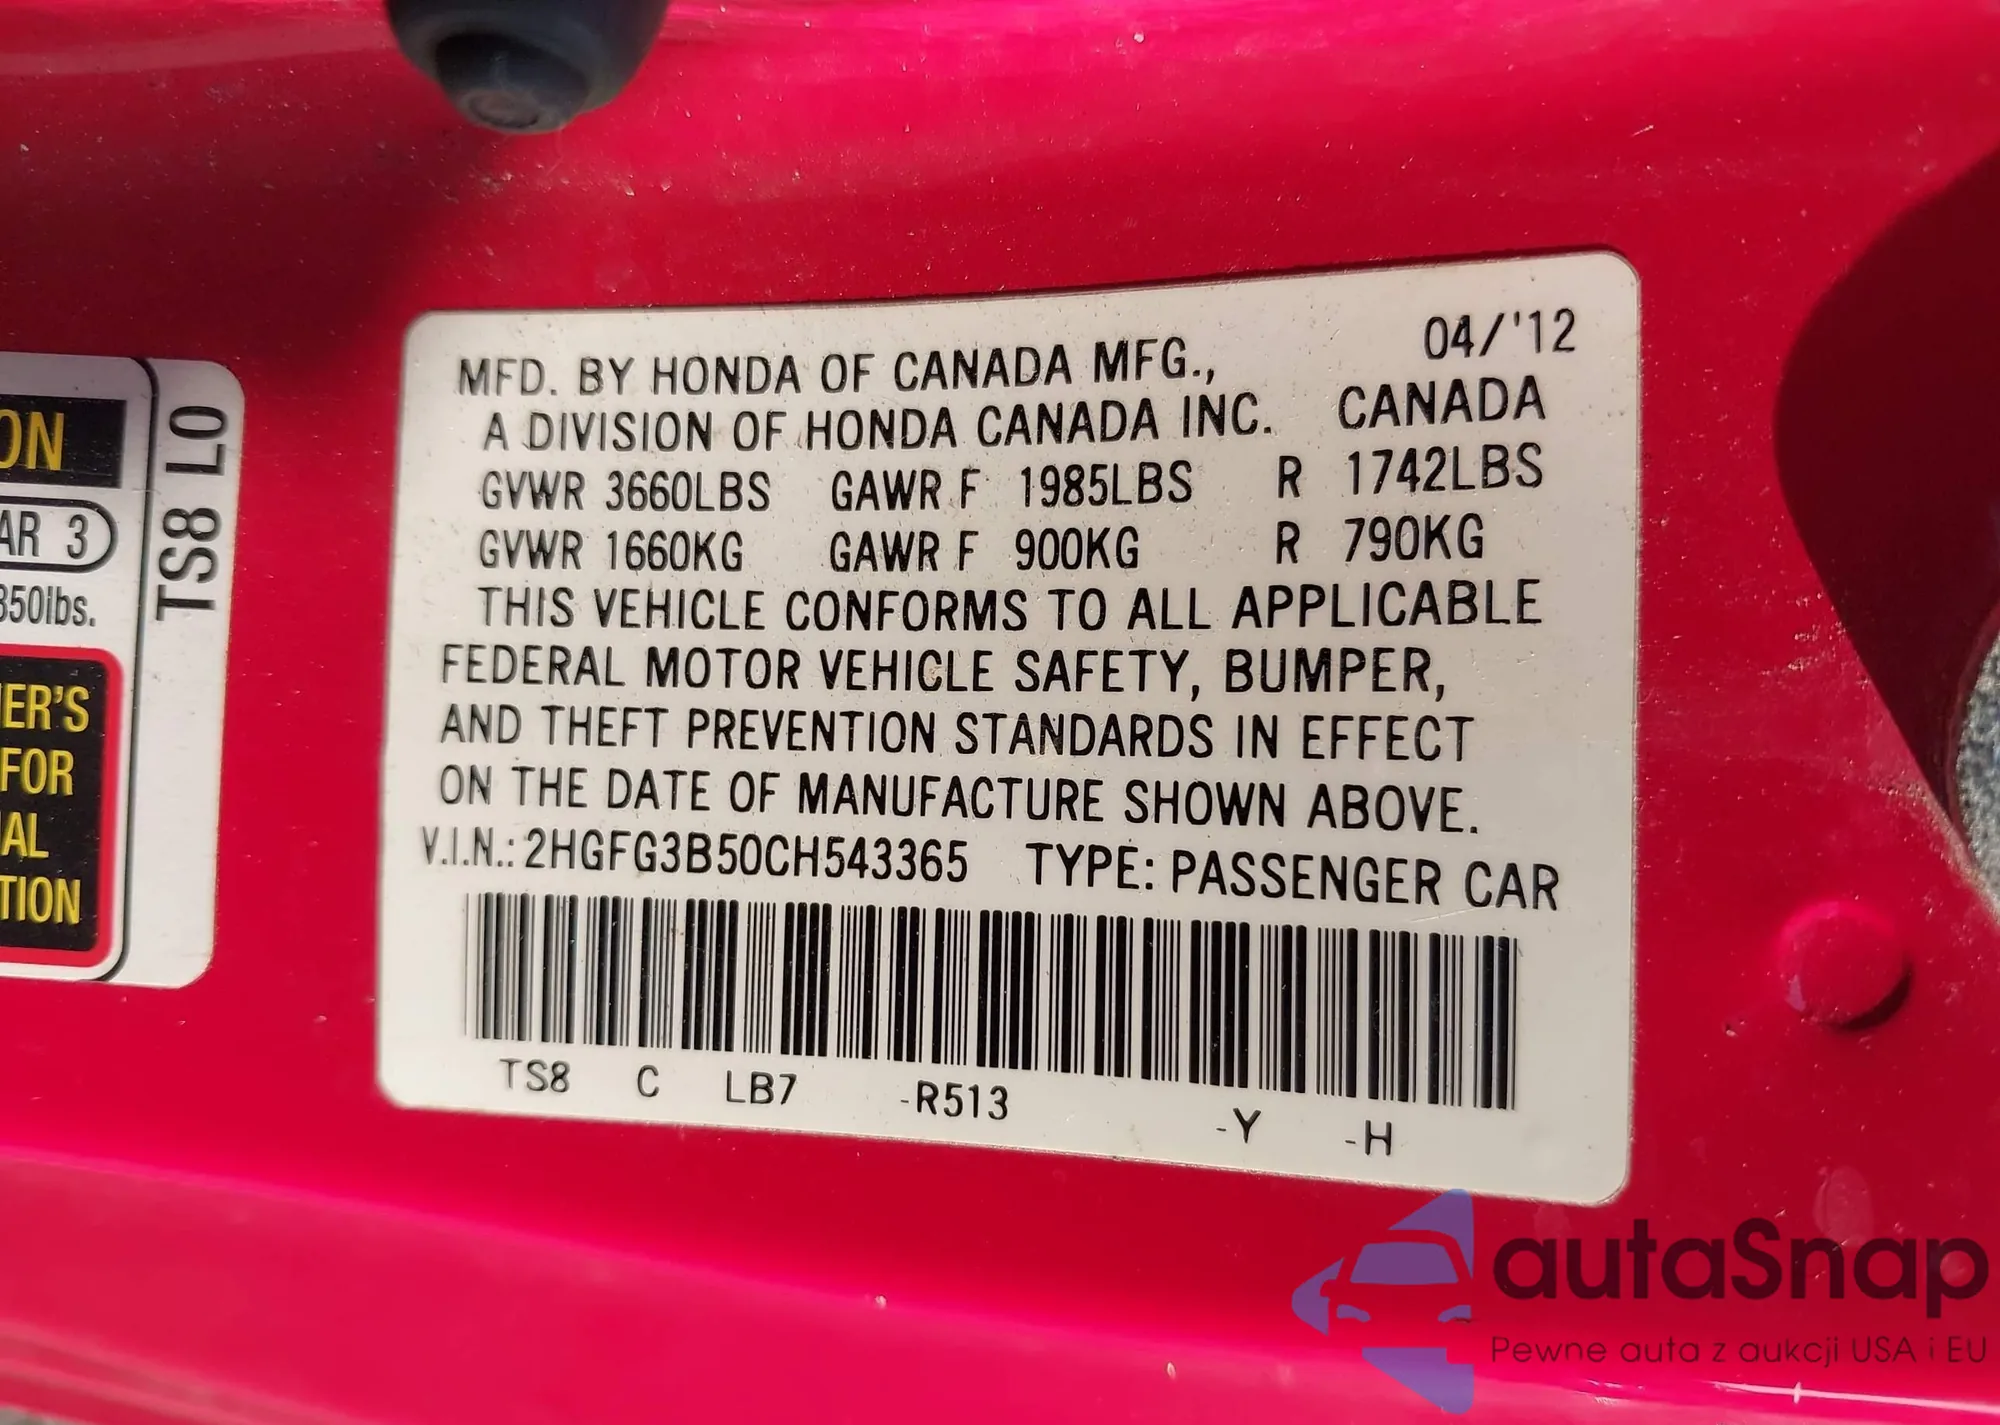 ON
AR 3
350lbs.
ER'S
FOR
AL
TION
TS8 L0
04/'12
MFD. BY HONDA OF CANADA MFG.,
A DIVISION OF HONDA CANADA INC. CANADA
GVWR 3660LBS GAWR F 1985LBS R 1742LBS
GVWR 1660KG GAWR F 900KG R 790KG
THIS VEHICLE CONFORMS TO ALL APPLICABLE
FEDERAL MOTOR VEHICLE SAFETY, BUMPER,
AND THEFT PREVENTION STANDARDS IN EFFECT
ON THE DATE OF MANUFACTURE SHOWN ABOVE.
V.I.N.: 2HGFG3B50CH543365 TYPE: PASSENGER CAR
TS8 C LB7 -R513 -Y -H
autaSnap
Pewne auta z aukcji USA i EU